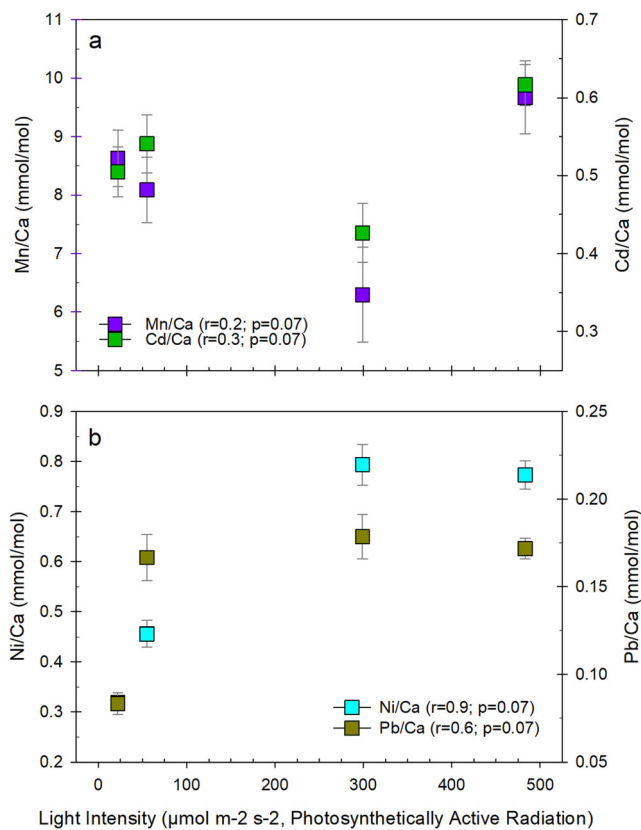 a
11
10
9
8
7
6
5
Mn/Ca (mmol/mol)
0.7
0.6
0.5
0.4
0.3
Cd/Ca (mmol/mol)
Mn/Ca (r=0.2; p=0.07)
Cd/Ca (r=0.3; p=0.07)
b
0.9
0.8
0.7
0.6
0.5
0.4
0.3
0.2
Ni/Ca (mmol/mol)
0.25
0.20
0.15
0.10
0.05
Pb/Ca (mmol/mol)
Ni/Ca (r=0.9; p=0.07)
Pb/Ca (r=0.6; p=0.07)
0 100 200 300 400 500
Light Intensity (μmol m-2 s-2, Photosynthetically Active Radiation)